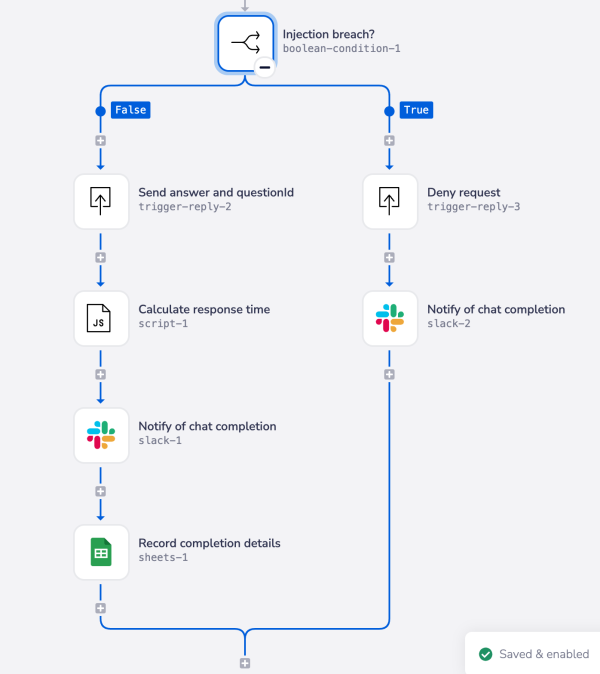 Injection breach?
boolean-condition-1
False
True
Send answer and questionId
trigger-reply-2
Deny request
trigger-reply-3
JS
Calculate response time
script-1
Notify of chat completion
slack-2
Notify of chat completion
slack-1
Record completion details
sheets-1
Saved & enabled